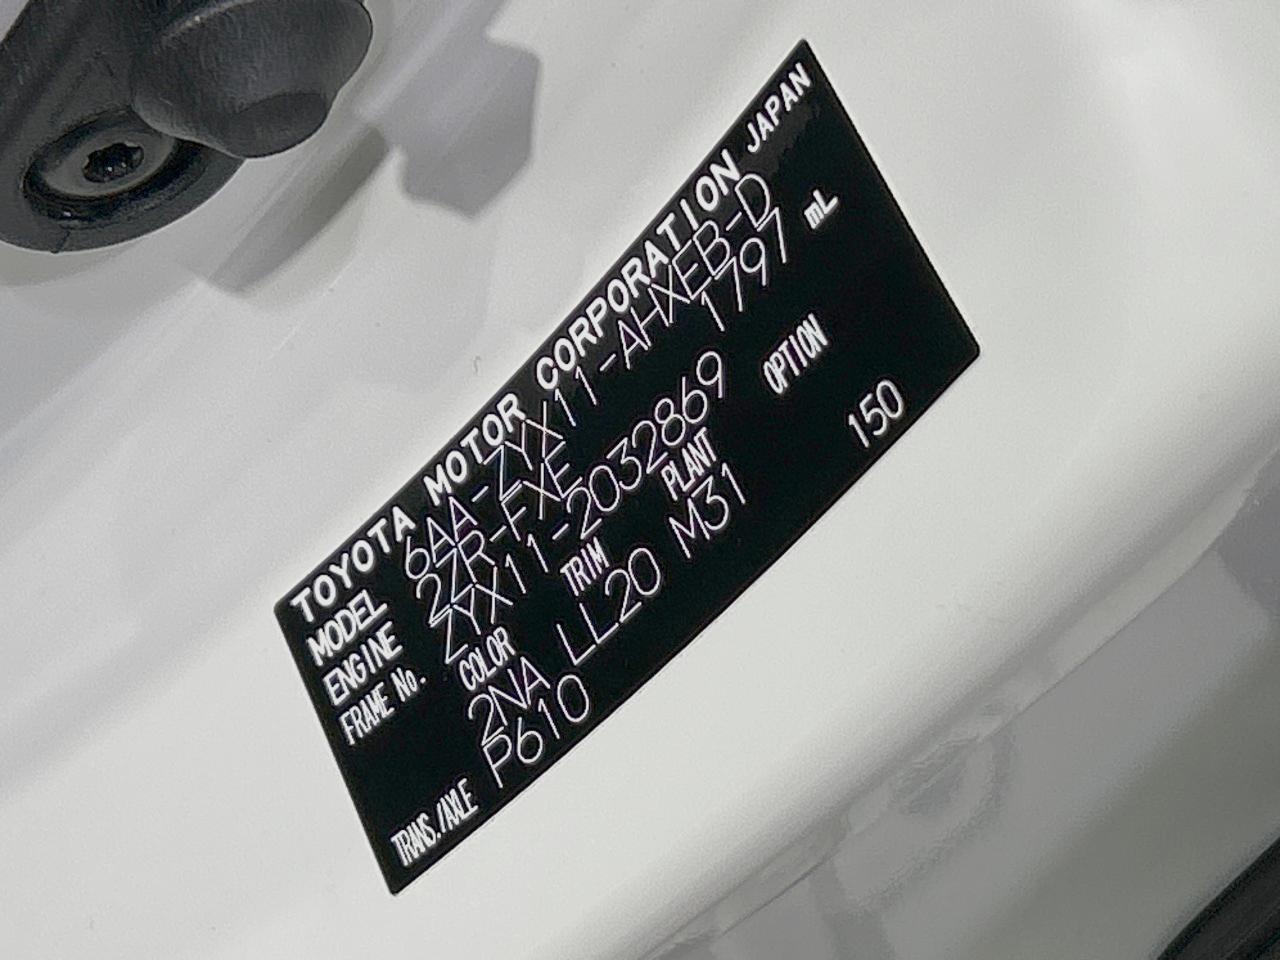 TOYOTA MOTOR CORPORATION JAPAN
MODEL 6AA-ZYX11-AHXEB-D
ENGINE 2ZR-FXE 1797 mL
FRAME No. ZYX11-2032869
COLOR TRIM PLANT OPTION
2NA LL20 M31 150
TRANS./AXLE P610